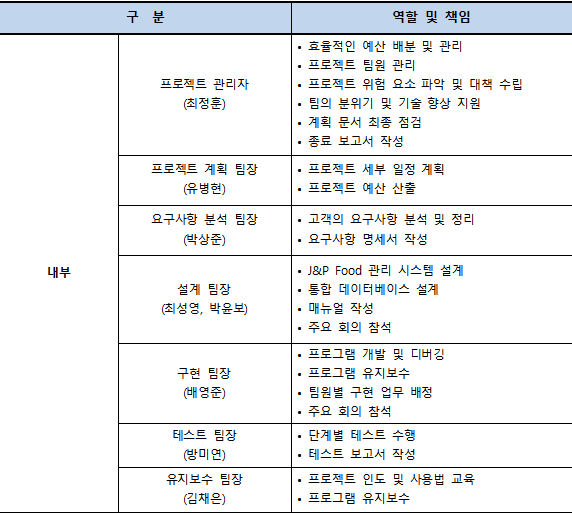 구 분 역할 및 책임
내부
프로젝트 관리자
(최정훈)
• 효율적인 예산 배분 및 관리
• 프로젝트 팀원 관리
• 프로젝트 위험 요소 파악 및 대책 수립
• 팀의 분위기 및 기술 향상 지원
• 계획 문서 최종 점검
• 종료 보고서 작성
프로젝트 계획 팀장
(유병현)
• 프로젝트 세부 일정 계획
• 프로젝트 예산 산출
요구사항 분석 팀장
(박상준)
• 고객의 요구사항 분석 및 정리
• 요구사항 명세서 작성
설계 팀장
(최성영, 박윤보)
• J&P Food 관리 시스템 설계
• 통합 데이터베이스 설계
• 매뉴얼 작성
• 주요 회의 참석
구현 팀장
(배영준)
• 프로그램 개발 및 디버깅
• 프로그램 유지보수
• 팀원별 구현 업무 배정
• 주요 회의 참석
테스트 팀장
(방미연)
• 단계별 테스트 수행
• 테스트 보고서 작성
유지보수 팀장
(김채은)
• 프로젝트 인도 및 사용법 교육
• 프로그램 유지보수